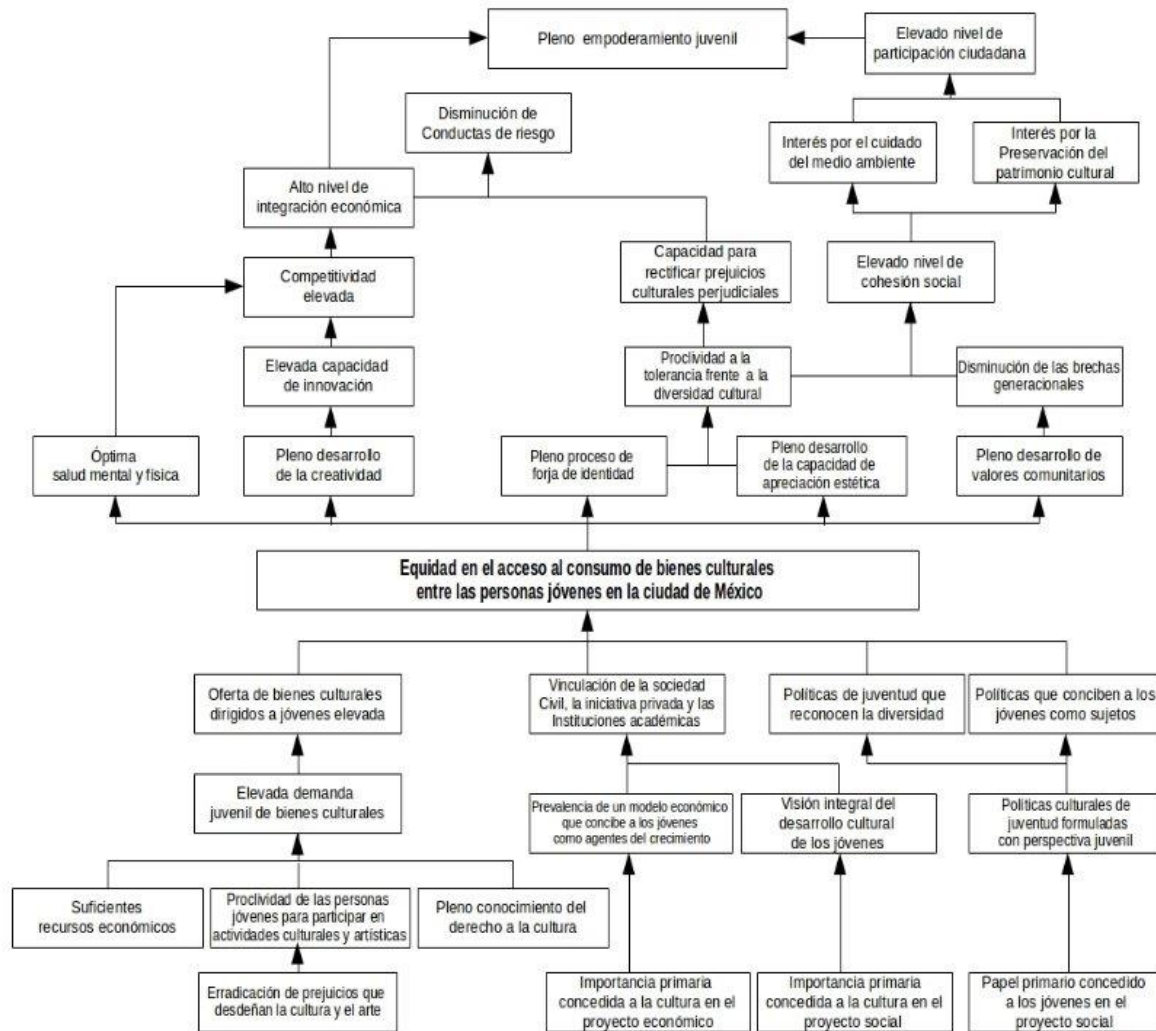 Pleno empoderamiento juvenil
Elevado nivel de
participación ciudadana
Disminución de
Conductas de riesgo
Interés por el cuidado
del medio ambiente
Interés por la
Preservación del
patrimonio cultural
Alto nivel de
integración económica
Capacidad para
rectificar prejuicios
culturales perjudiciales
Elevado nivel de
cohesión social
Competitividad
elevada
Elevada capacidad
de innovación
Proclividad a la
tolerancia frente a la
diversidad cultural
Disminución de las brechas
generacionales
Óptima
salud mental y física
Pleno desarrollo
de la creatividad
Pleno proceso de
forja de identidad
Pleno desarrollo
de la capacidad de
apreciación estética
Pleno desarrollo de
valores comunitarios
Equidad en el acceso al consumo de bienes culturales
entre las personas jóvenes en la ciudad de México
Oferta de bienes culturales
dirigidos a jóvenes elevada
Vinculación de la sociedad
Civil, la iniciativa privada y las
Instituciones académicas
Políticas de juventud que
reconocen la diversidad
Políticas que conciben a los
jóvenes como sujetos
Elevada demanda
juvenil de bienes culturales
Prevalencia de un modelo económico
que concibe a los jóvenes
como agentes del crecimiento
Visión integral del
desarrollo cultural
de los jóvenes
Políticas culturales de
juventud formuladas
con perspectiva juvenil
Suficientes
recursos económicos
Proclividad de las personas
jóvenes para participar en
actividades culturales y artísticas
Pleno conocimiento del
derecho a la cultura
Erradicación de prejuicios que
desdeñan la cultura y el arte
Importancia primaria
concedida a la cultura en el
proyecto económico
Importancia primaria
concedida a la cultura en el
proyecto social
Papel primario concedido
a los jóvenes en el
proyecto social